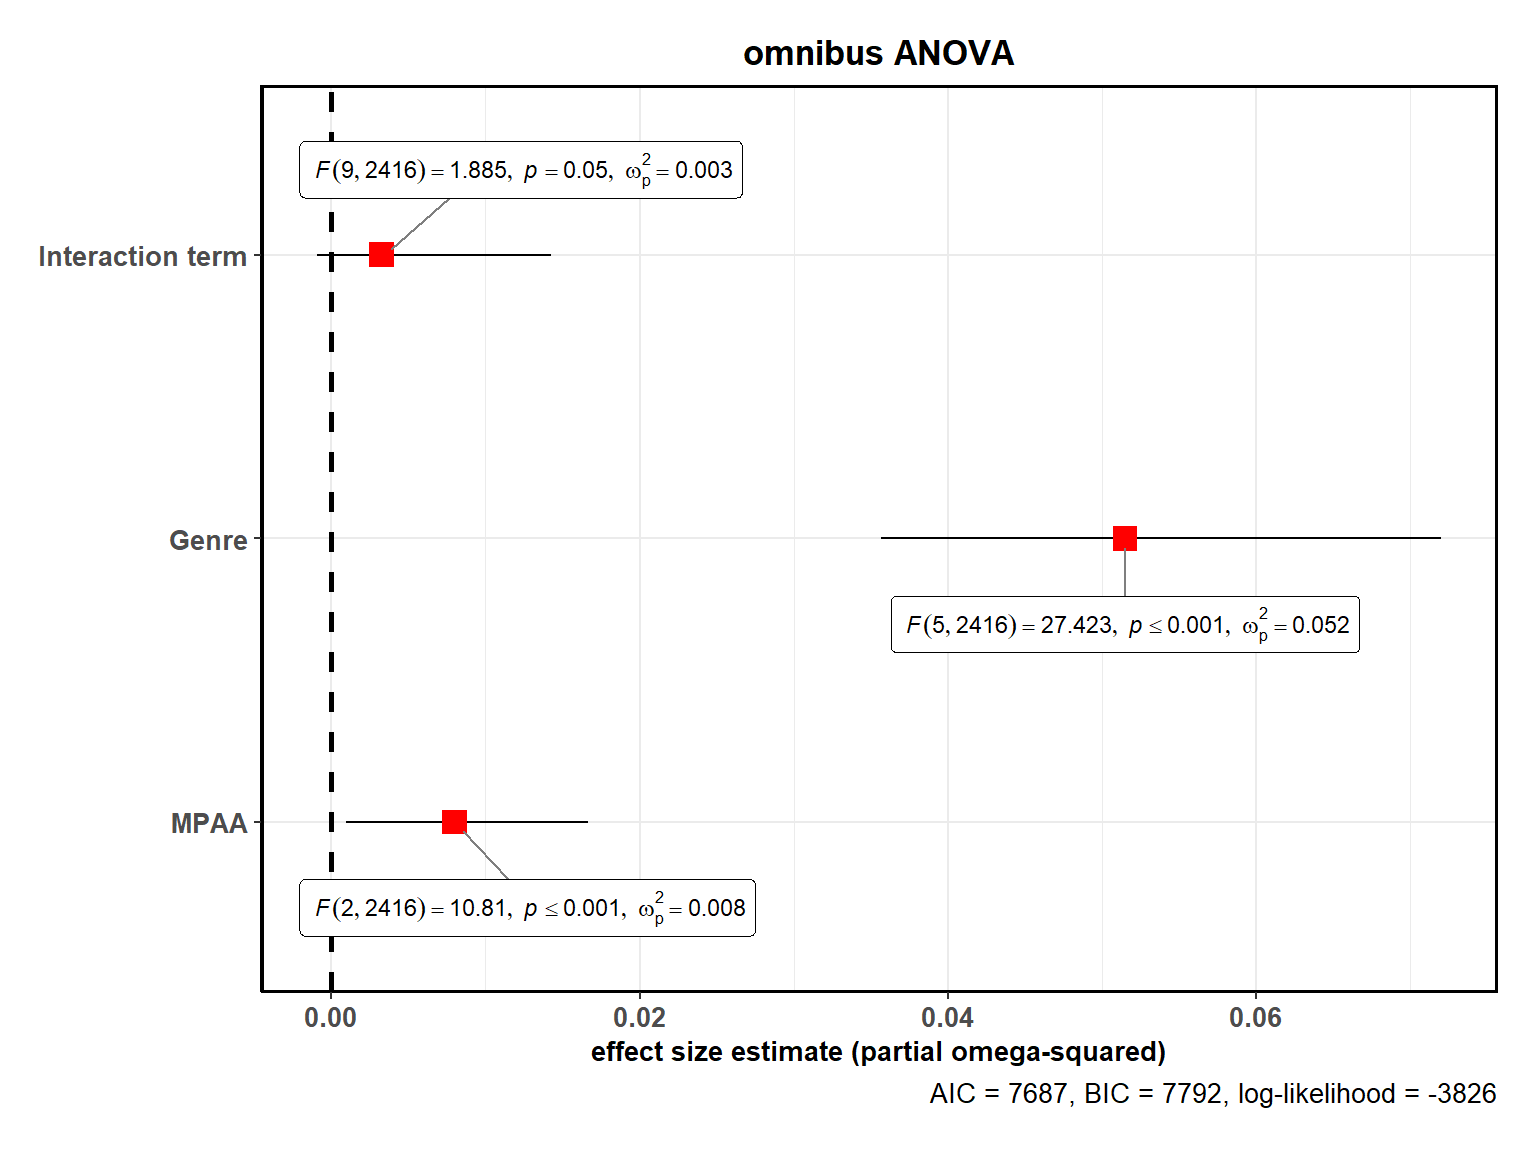 omnibus ANOVA
F(9, 2416) = 1.885, p = 0.05, ω²ₚ = 0.003
Interaction term
Genre
F(5, 2416) = 27.423, p ≤ 0.001, ω²ₚ = 0.052
MPAA
F(2, 2416) = 10.81, p ≤ 0.001, ω²ₚ = 0.008
0.00 0.02 0.04 0.06
effect size estimate (partial omega-squared)
AIC = 7687, BIC = 7792, log-likelihood = -3826